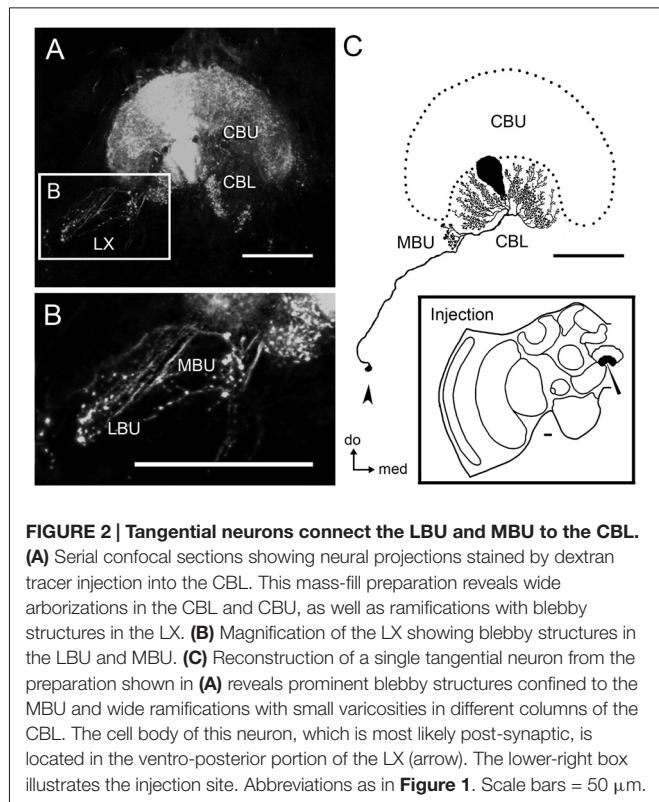 A
CBU
CBL
B
LX
B
MBU
LBU
C
CBU
MBU
CBL
Injection
do
med
FIGURE 2 | Tangential neurons connect the LBU and MBU to the CBL.
(A) Serial confocal sections showing neural projections stained by dextran
tracer injection into the CBL. This mass-fill preparation reveals wide
arborizations in the CBL and CBU, as well as ramifications with blebby
structures in the LX. (B) Magnification of the LX showing blebby structures in
the LBU and MBU. (C) Reconstruction of a single tangential neuron from the
preparation shown in (A) reveals prominent blebby structures confined to the
MBU and wide ramifications with small varicosities in different columns of the
CBL. The cell body of this neuron, which is most likely post-synaptic, is
located in the ventro-posterior portion of the LX (arrow). The lower-right box
illustrates the injection site. Abbreviations as in Figure 1. Scale bars = 50 μm.